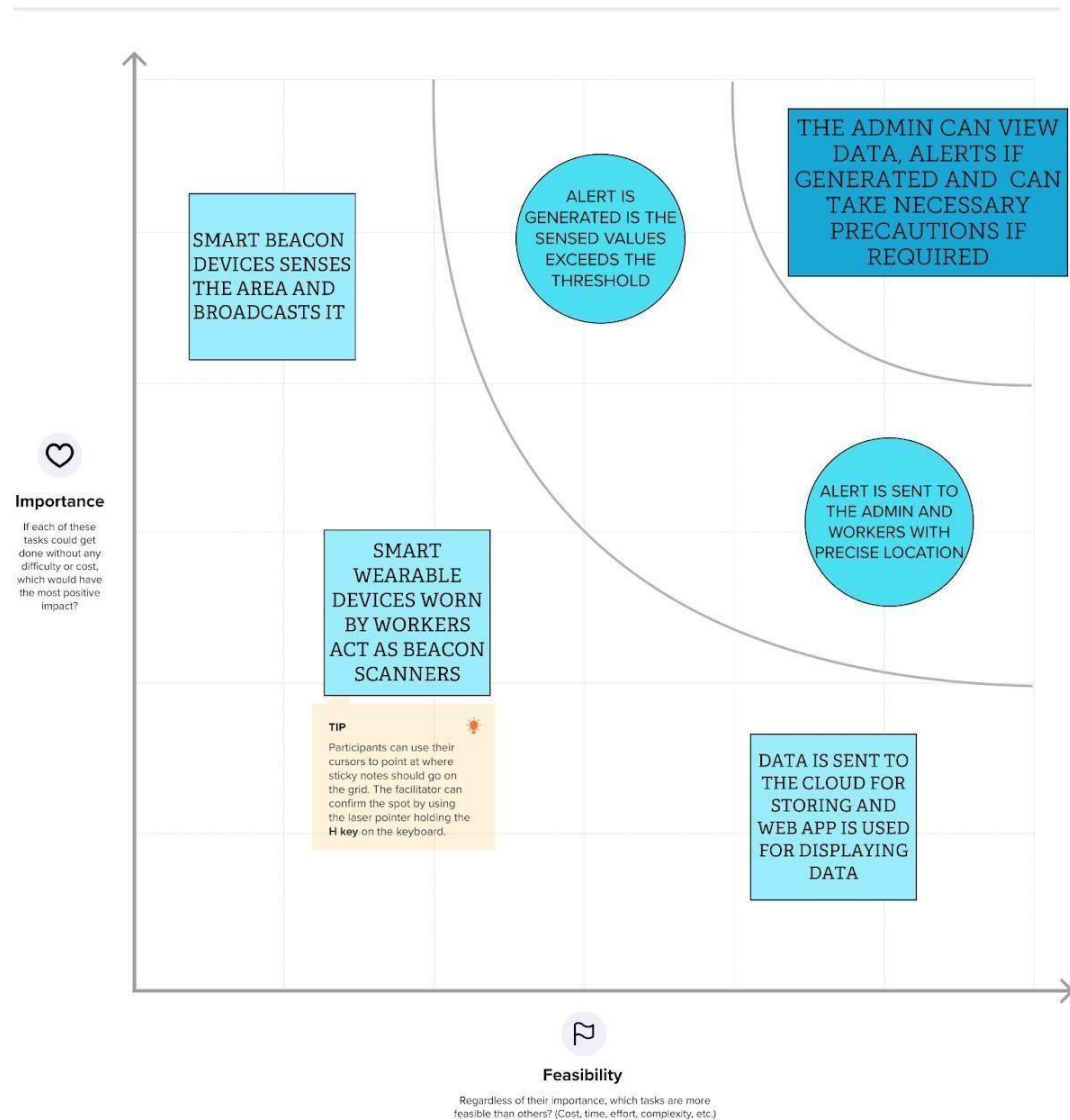 THE ADMIN CAN VIEW
DATA, ALERTS IF
GENERATED AND CAN
TAKE NECESSARY
PRECAUTIONS IF
REQUIRED
ALERT IS
GENERATED IS THE
SENSED VALUES
EXCEEDS THE
THRESHOLD
SMART BEACON
DEVICES SENSES
THE AREA AND
BROADCASTS IT
Importance
If each of these
tasks could get
done without any
difficulty or cost,
which would have
the most positive
impact?
ALERT IS SENT TO
THE ADMIN AND
WORKERS WITH
PRECISE LOCATION
SMART
WEARABLE
DEVICES WORN
BY WORKERS
ACT AS BEACON
SCANNERS
TIP
Participants can use their
cursors to point at where
sticky notes should go on
the grid. The facilitator can
confirm the spot by using
the laser pointer holding the
H key on the keyboard.
DATA IS SENT TO
THE CLOUD FOR
STORING AND
WEB APP IS USED
FOR DISPLAYING
DATA
Feasibility
Regardless of their importance, which tasks are more
feasible than others? (Cost, time, effort, complexity, etc.)